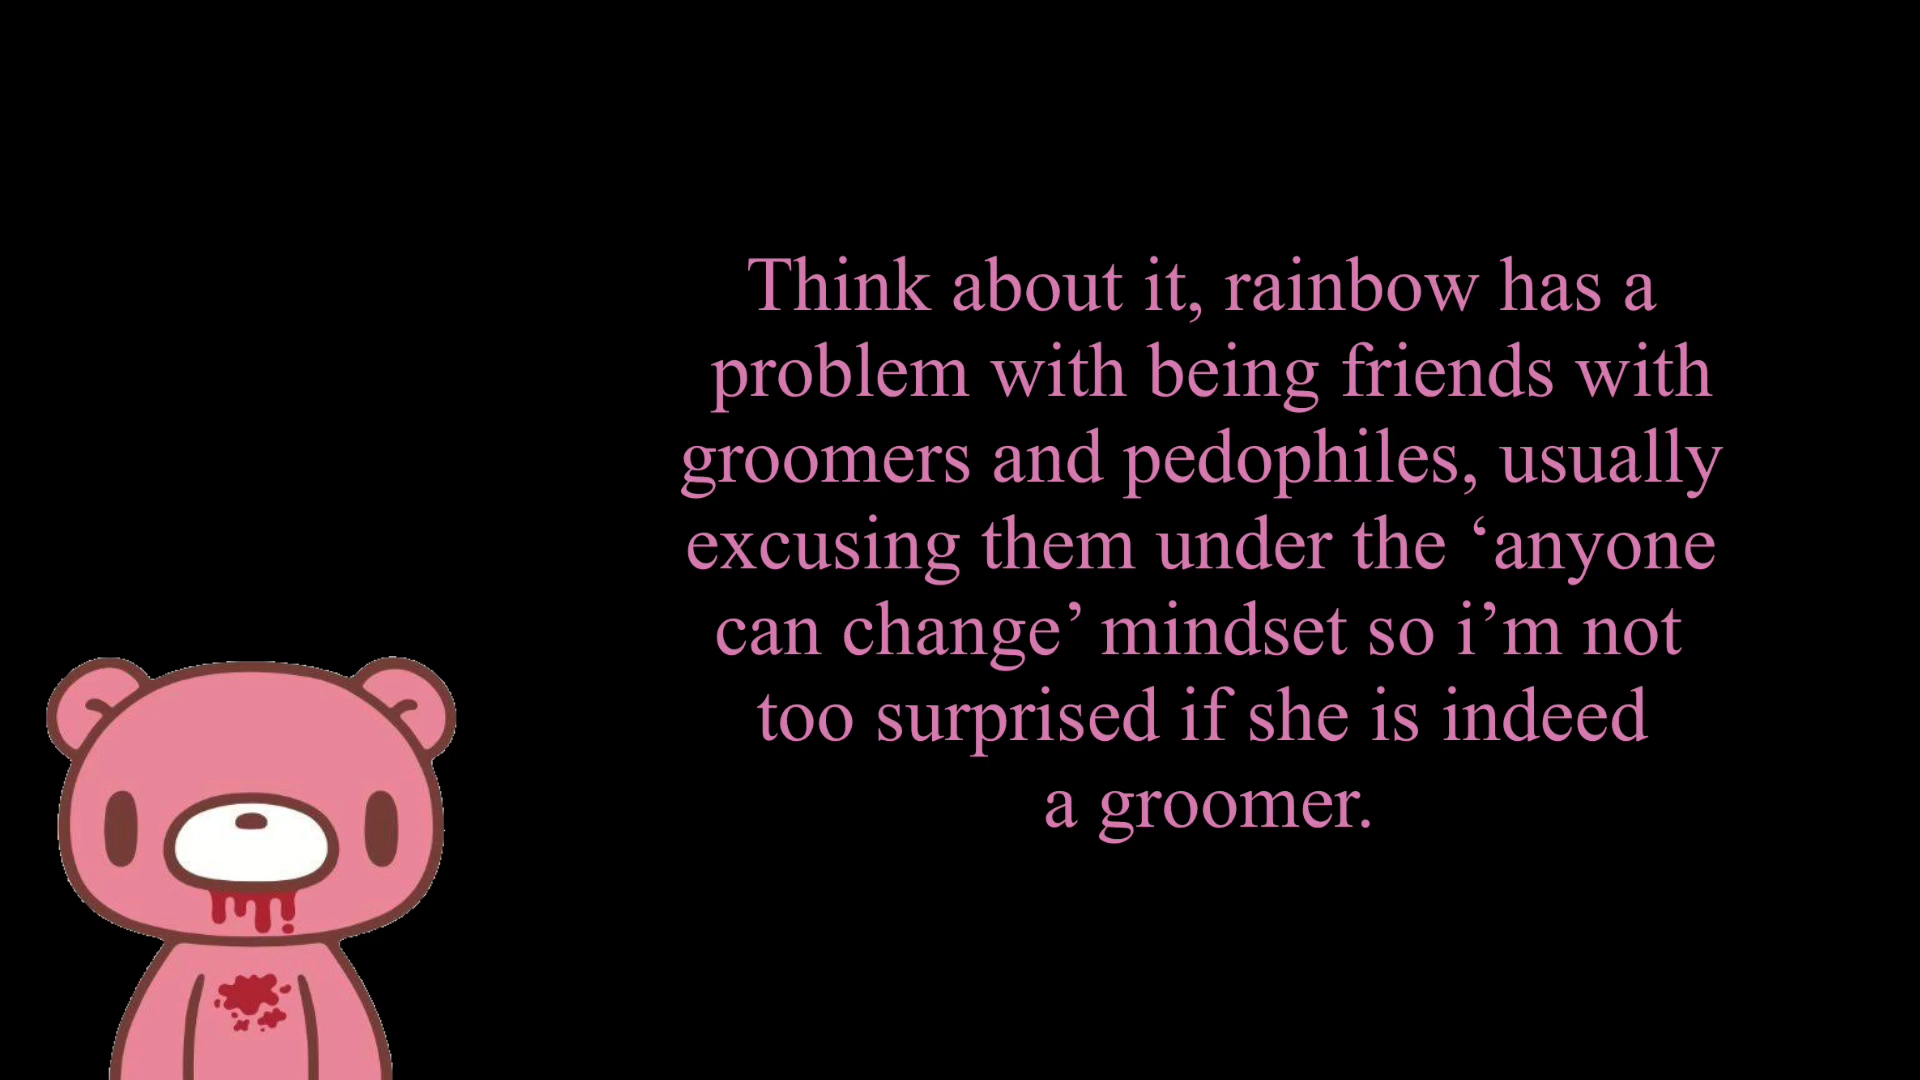 Think about it, rainbow has a
problem with being friends with
groomers and pedophiles, usually
excusing them under the ‘anyone
can change’ mindset so i’m not
too surprised if she is indeed
a groomer.